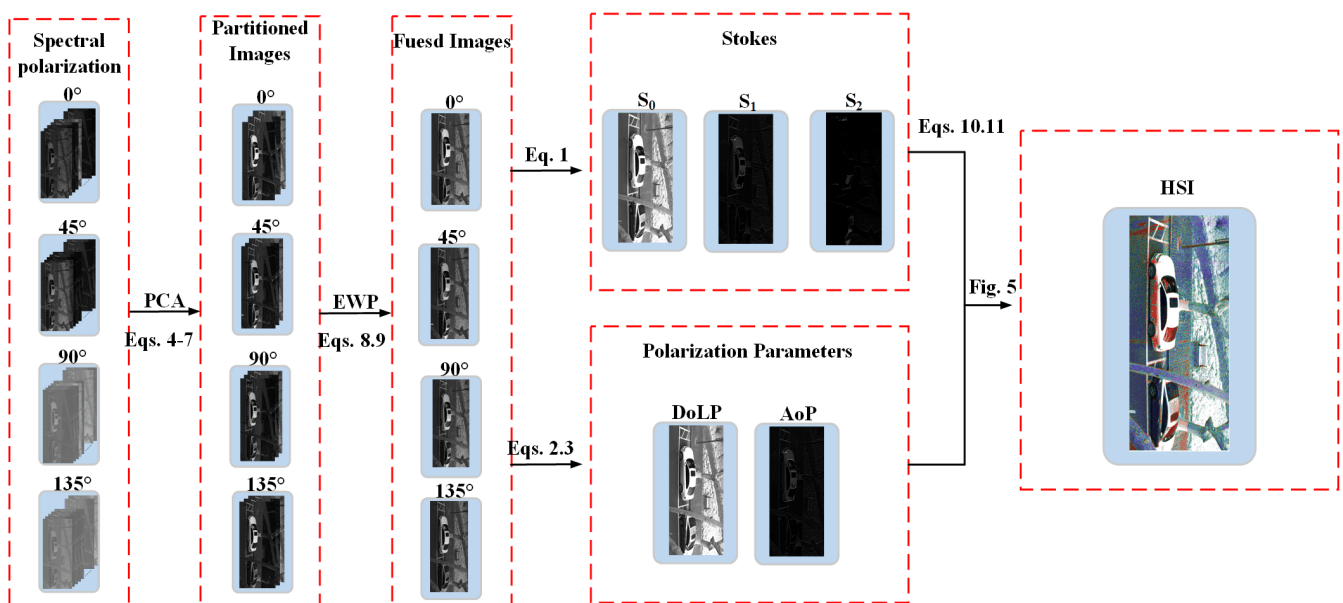 Spectral
polarization
0°
45°
90°
135°
PCA
Eqs. 4-7
Partitioned
Images
0°
45°
90°
135°
EWP
Eqs. 8.9
Fuesd Images
0°
45°
90°
135°
Eq. 1
Eqs. 2.3
Stokes
S₀
S₁
S₂
Polarization Parameters
DoLP
AoP
Eqs. 10.11
Fig. 5
HSI